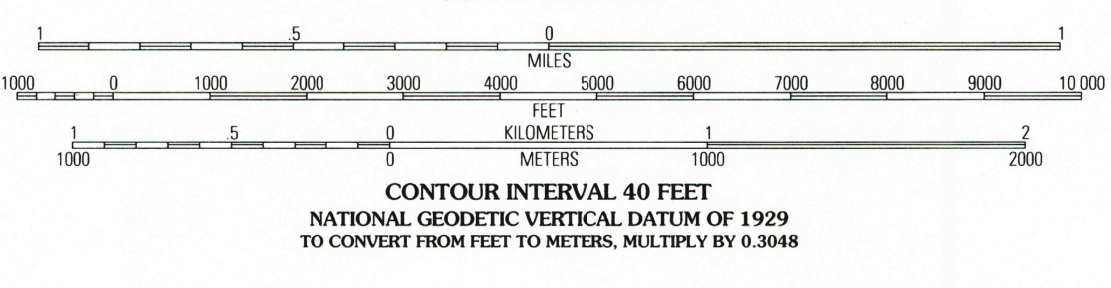 1 .5 0 1
MILES
1000 0 1000 2000 3000 4000 5000 6000 7000 8000 9000 10 000
FEET
1 .5 0 KILOMETERS 1 2
1000 0 METERS 1000 2000
CONTOUR INTERVAL 40 FEET
NATIONAL GEODETIC VERTICAL DATUM OF 1929
TO CONVERT FROM FEET TO METERS, MULTIPLY BY 0.3048